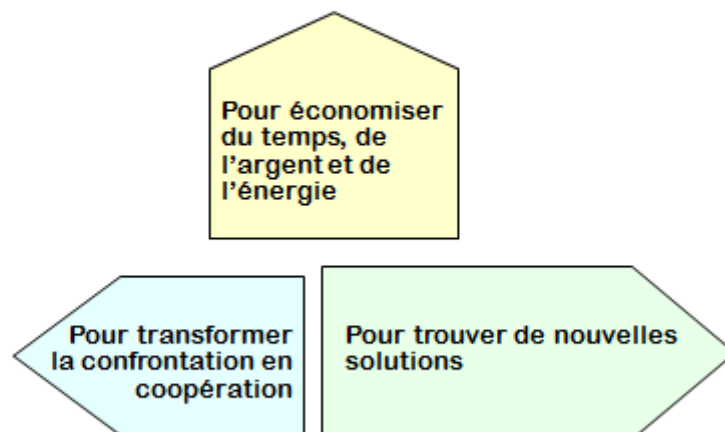 Pour économiser
du temps, de
l'argent et de
l'énergie
Pour transformer
la confrontation en
coopération
Pour trouver de nouvelles
solutions